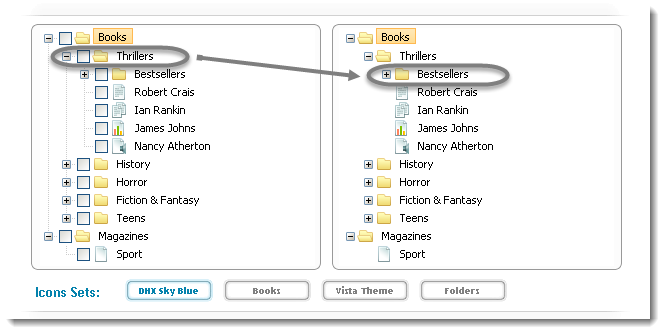 Books
Thrillers
Bestsellers
Robert Crais
Ian Rankin
James Johns
Nancy Atherton
History
Horror
Fiction & Fantasy
Teens
Magazines
Sport
Books
Thrillers
Bestsellers
Robert Crais
Ian Rankin
James Johns
Nancy Atherton
History
Horror
Fiction & Fantasy
Teens
Magazines
Sport
Icons Sets: DHX Sky Blue Books Vista Theme Folders